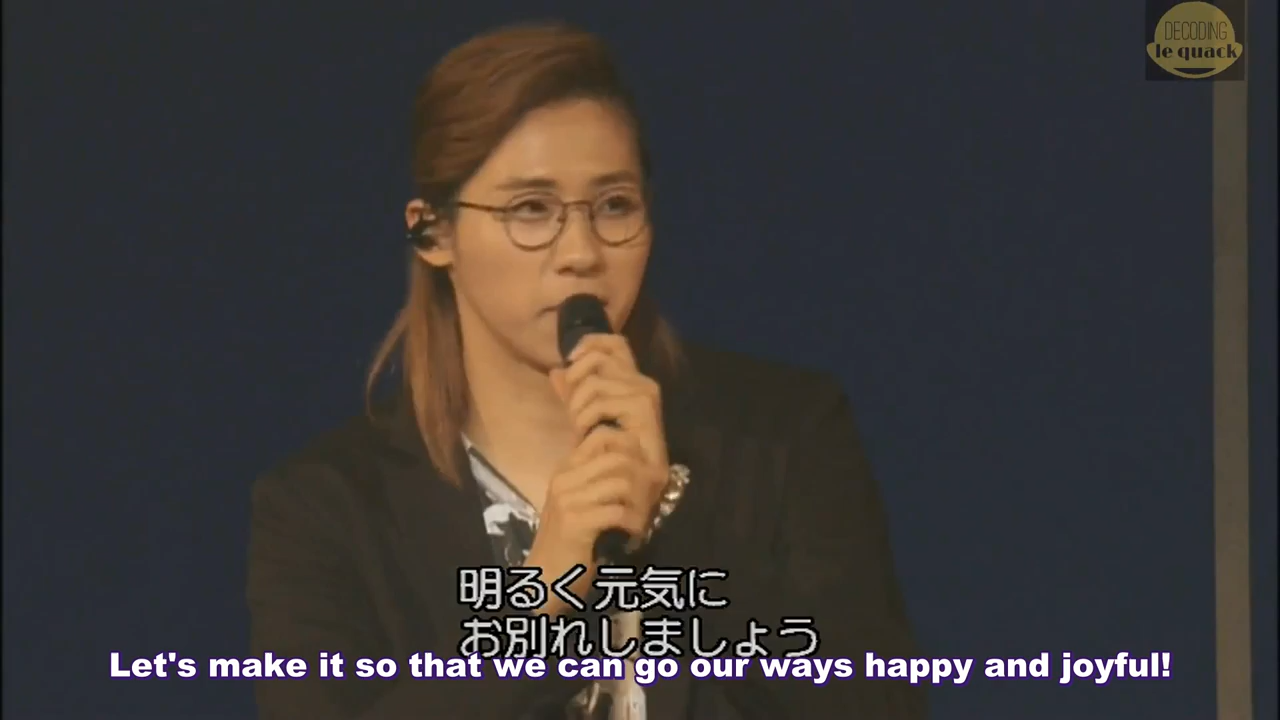 DECODING
le quack
明るく元気に
お別れしましょう
Let's make it so that we can go our ways happy and joyful!